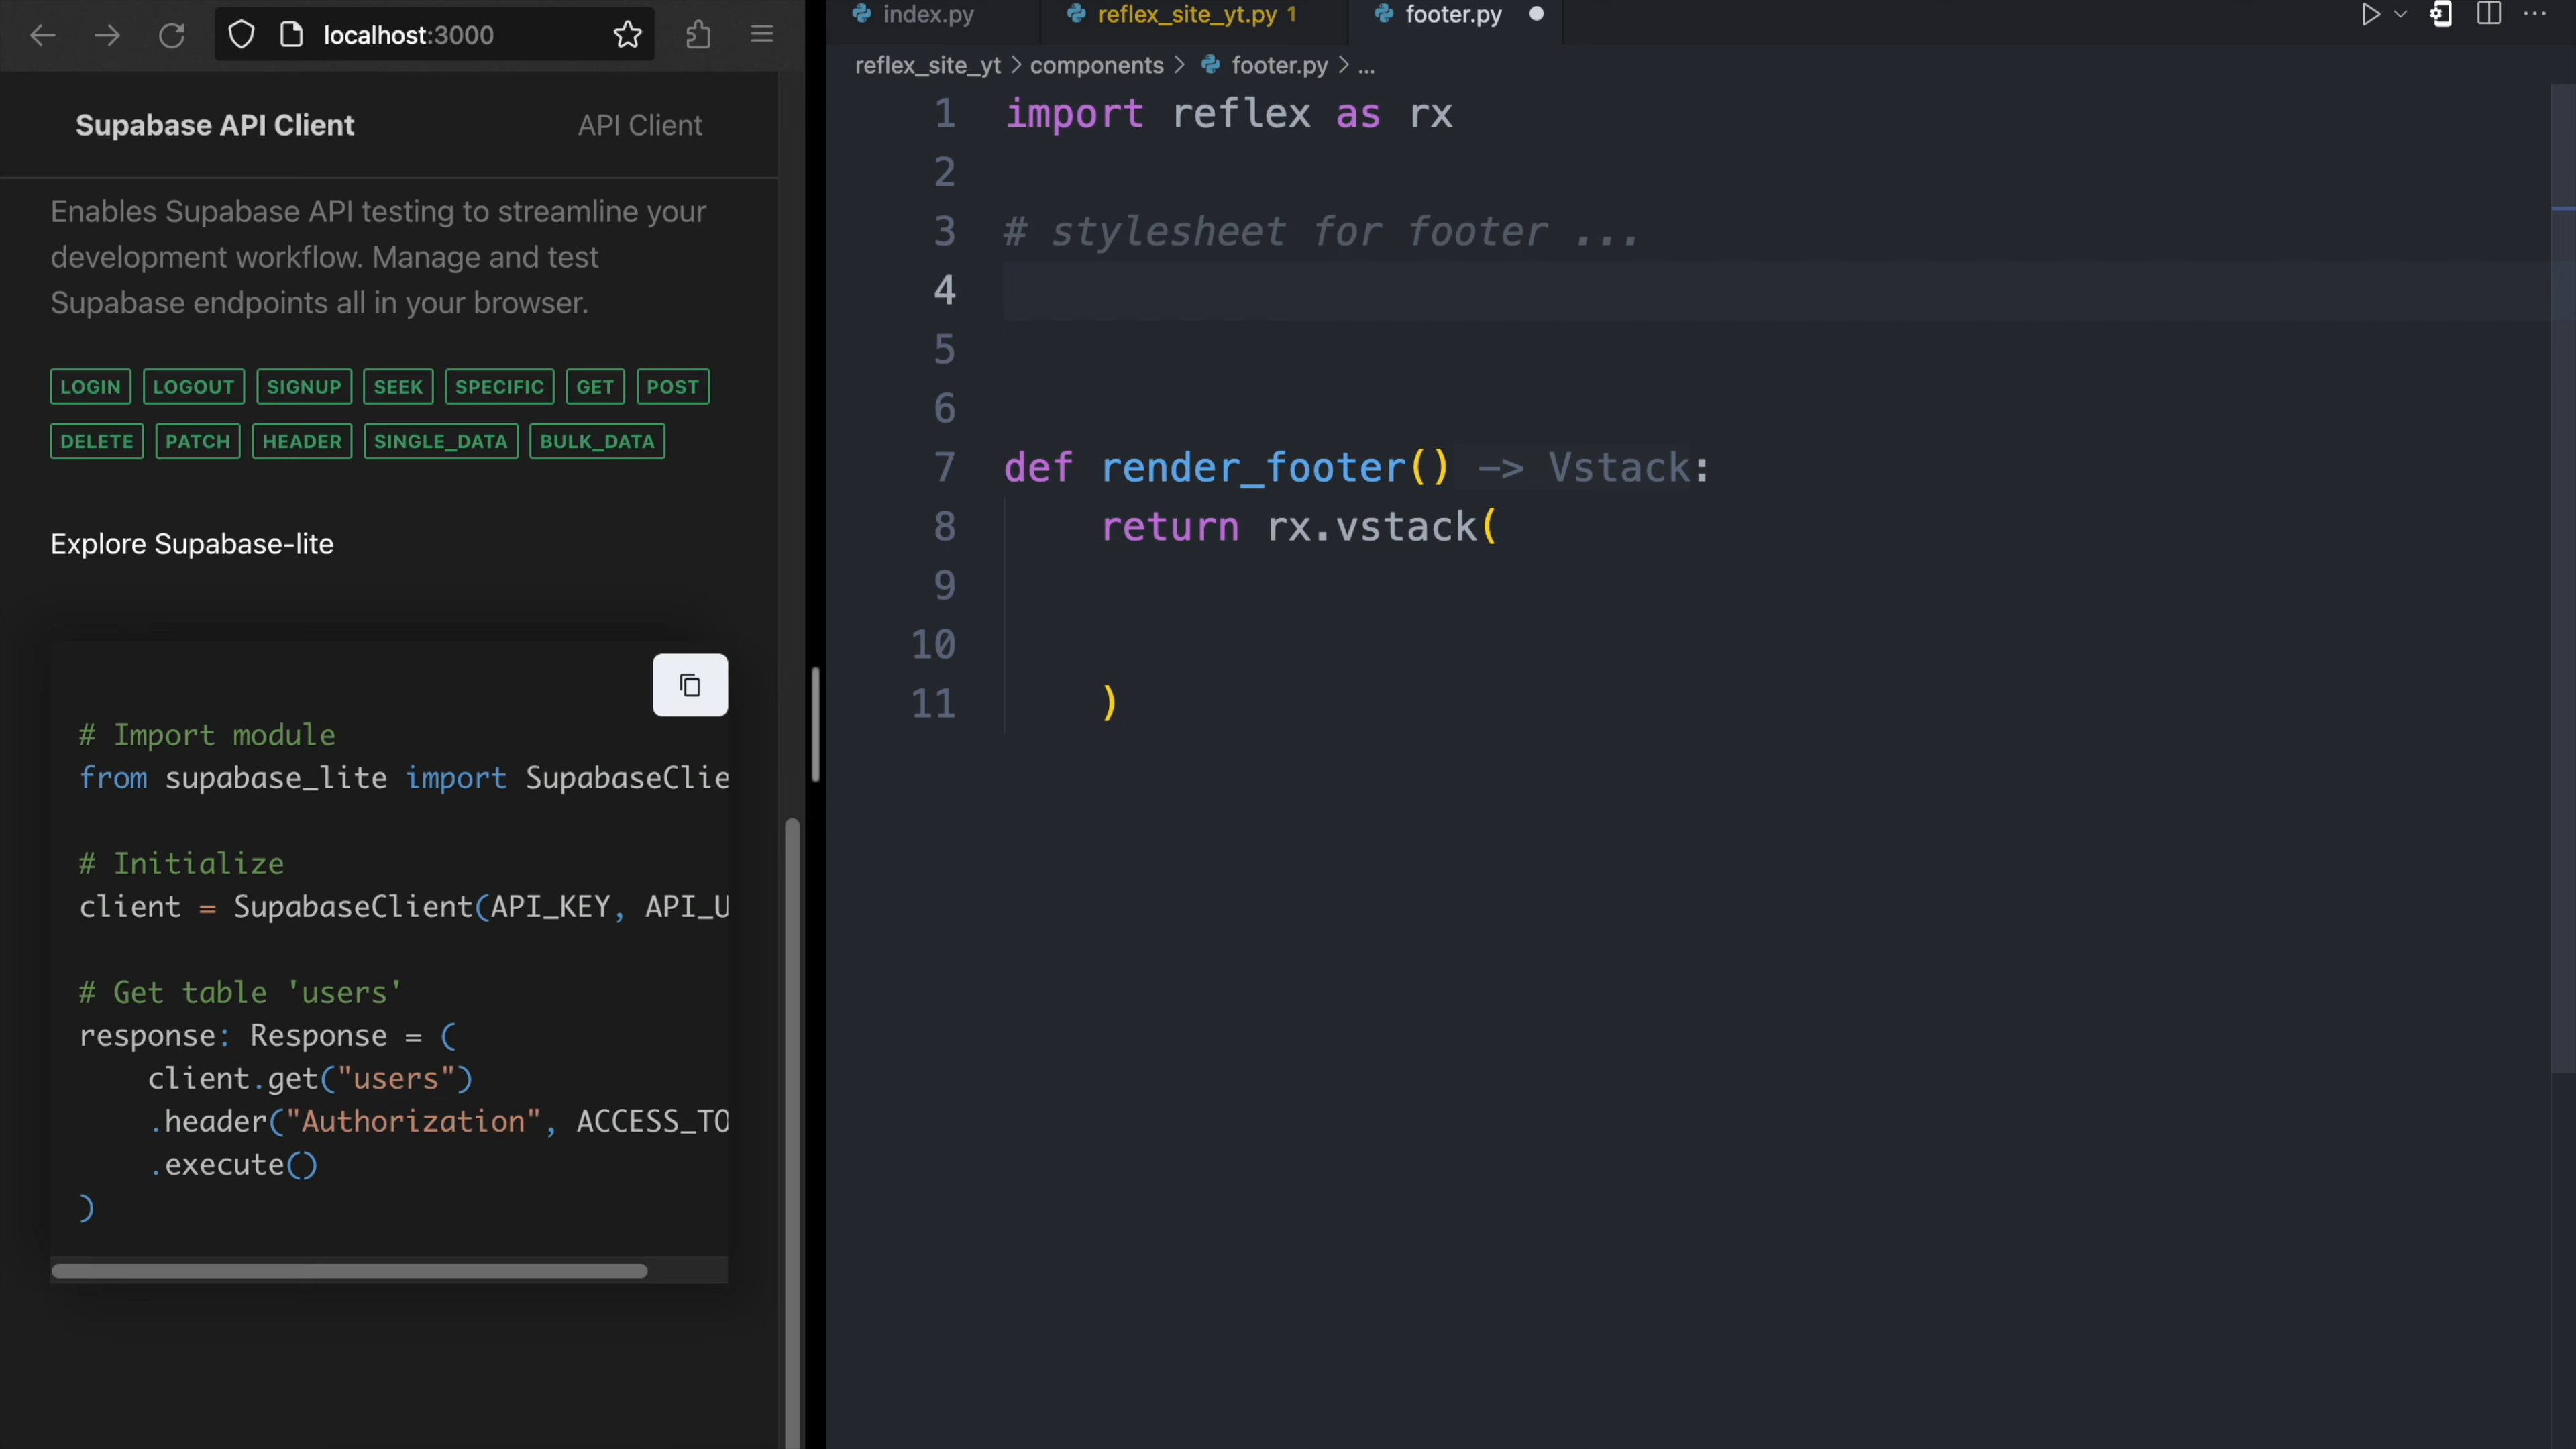 localhost:3000
Supabase API Client
API Client
Enables Supabase API testing to streamline your
development workflow. Manage and test
Supabase endpoints all in your browser.
LOGIN LOGOUT SIGNUP SEEK SPECIFIC GET POST
DELETE PATCH HEADER SINGLE_DATA BULK_DATA
Explore Supabase-lite
# Import module
from supabase_lite import SupabaseClie
# Initialize
client = SupabaseClient(API_KEY, API_U
# Get table 'users'
response: Response = (
client.get("users")
.header("Authorization", ACCESS_TO
.execute()
)
index.py
reflex_site_yt.py 1
footer.py
reflex_site_yt > components > footer.py > ...
1 import reflex as rx
2
3 # stylesheet for footer ...
4
5
6
7 def render_footer() -> Vstack:
8 return rx.vstack(
9
10
11 )